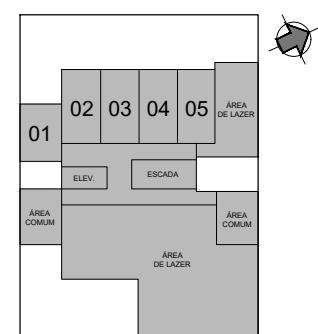 02 03 04 05
ÁREA
DE LAZER
01
ELEV.
ESCADA
ÁREA
COMUM
ÁREA
COMUM
ÁREA
DE LAZER